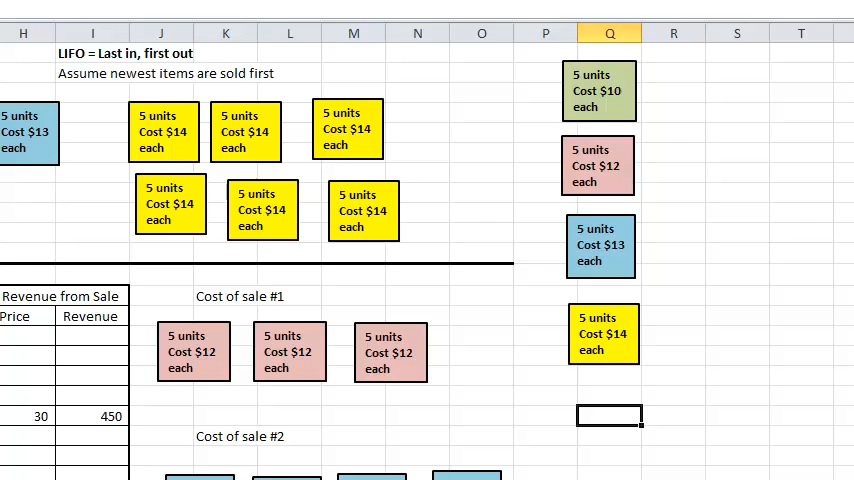 H I J K L M N O P Q R S T
LIFO = Last in, first out
Assume newest items are sold first
5 units
Cost $13
each
5 units
Cost $14
each
5 units
Cost $14
each
5 units
Cost $14
each
5 units
Cost $14
each
5 units
Cost $14
each
5 units
Cost $14
each
5 units
Cost $10
each
5 units
Cost $12
each
5 units
Cost $13
each
5 units
Cost $14
each
Revenue from Sale
Price Revenue
30 450
Cost of sale #1
5 units
Cost $12
each
5 units
Cost $12
each
5 units
Cost $12
each
Cost of sale #2